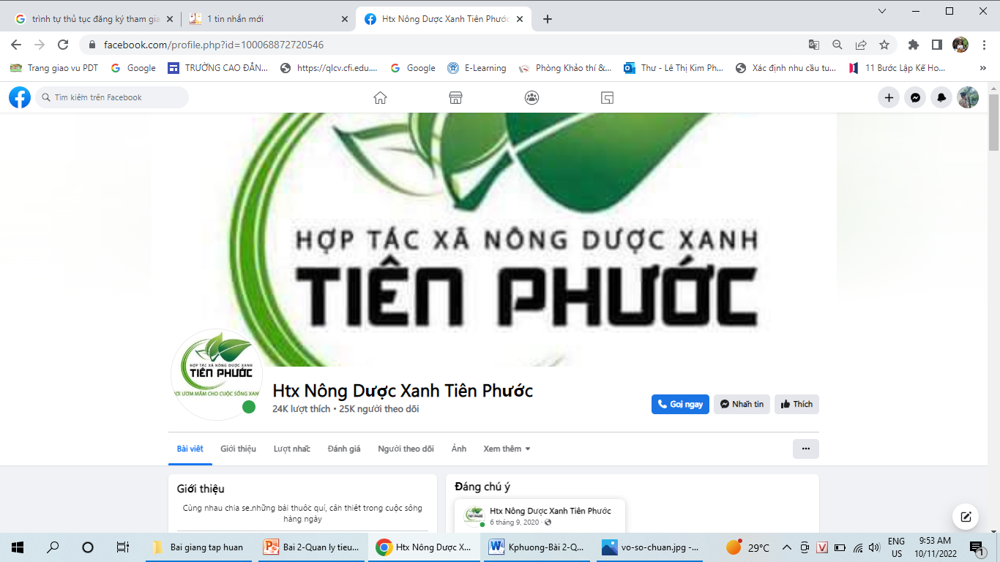 trình tự thủ tục đăng ký tham gia
1 tin nhắn mới
Htx Nông Dược Xanh Tiên Phước
facebook.com/profile.php?id=100068872720546
Trang giao vu PDT
Google
TRƯỜNG CAO ĐẲN...
https://qlcv.cfi.edu....
Google
E-Learning
Phòng Khảo thí &...
Thư - Lê Thị Kim Ph...
Xác định nhu cầu tu...
11 Bước Lập Kế Ho...
»
Tìm kiếm trên Facebook
HỢP TÁC XÃ NÔNG DƯỢC XANH
TIÊN PHƯỚC
HỢP TÁC XÃ NÔNG DƯỢC XANH
TIÊN PHƯỚC
ƯƠM MẦM CHO CUỘC SỐNG XAN
Htx Nông Dược Xanh Tiên Phước
24K lượt thích • 25K người theo dõi
Gọi ngay
Nhắn tin
Thích
Bài viết
Giới thiệu
Lượt nhắc
Đánh giá
Người theo dõi
Ảnh
Xem thêm
Giới thiệu
Cùng nhau chia sẻ những bài thuốc quí, cần thiết trong cuộc sống
hàng ngày
Đáng chú ý
Htx Nông Dược Xanh Tiên Phước
6 tháng 9, 2020 ·
Bai giang tap huan
Bai 2-Quan ly tieu...
Htx Nông Dược X...
Kphuong-Bài 2-Q...
vo-so-chuan.jpg -...
29°C
V
ENG
US
9:53 AM
10/11/2022
1